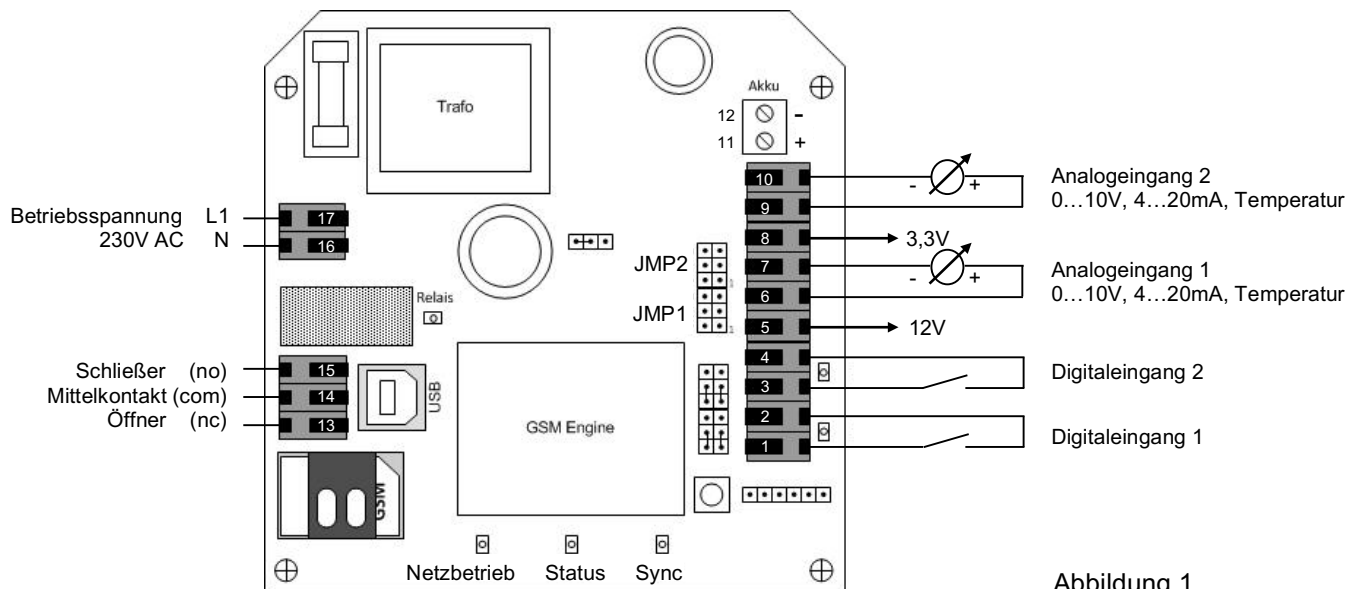 Akku
12 -
11 +
Trafo
10
9
8
7
6
5
4
3
2
1
- +
Analogeingang 2
0...10V, 4...20mA, Temperatur
3,3V
- +
Analogeingang 1
0...10V, 4...20mA, Temperatur
12V
Digitaleingang 2
Digitaleingang 1
Betriebsspannung L1
230V AC N
17
16
JMP2
1
JMP1
1
Relais
Schließer (no)
Mittelkontakt (com)
Öffner (nc)
15
14
13
USB
GSM Engine
GSM
Netzbetrieb Status Sync
Abbildung 1